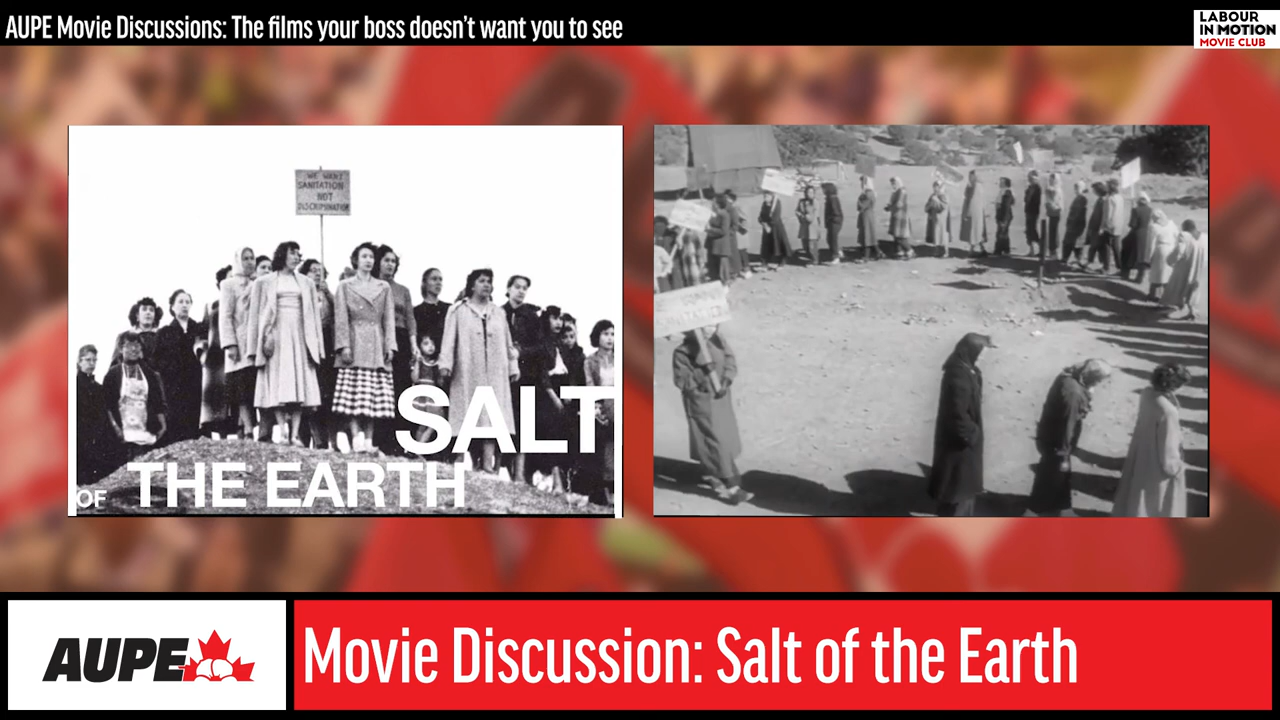 AUPE Movie Discussions: The films your boss doesn't want you to see
LABOUR
IN MOTION
MOVIE CLUB
WE WANT
SANITATION
NOT
DISCRIMINATION
SALT
OF THE EARTH
AUPE
Movie Discussion: Salt of the Earth